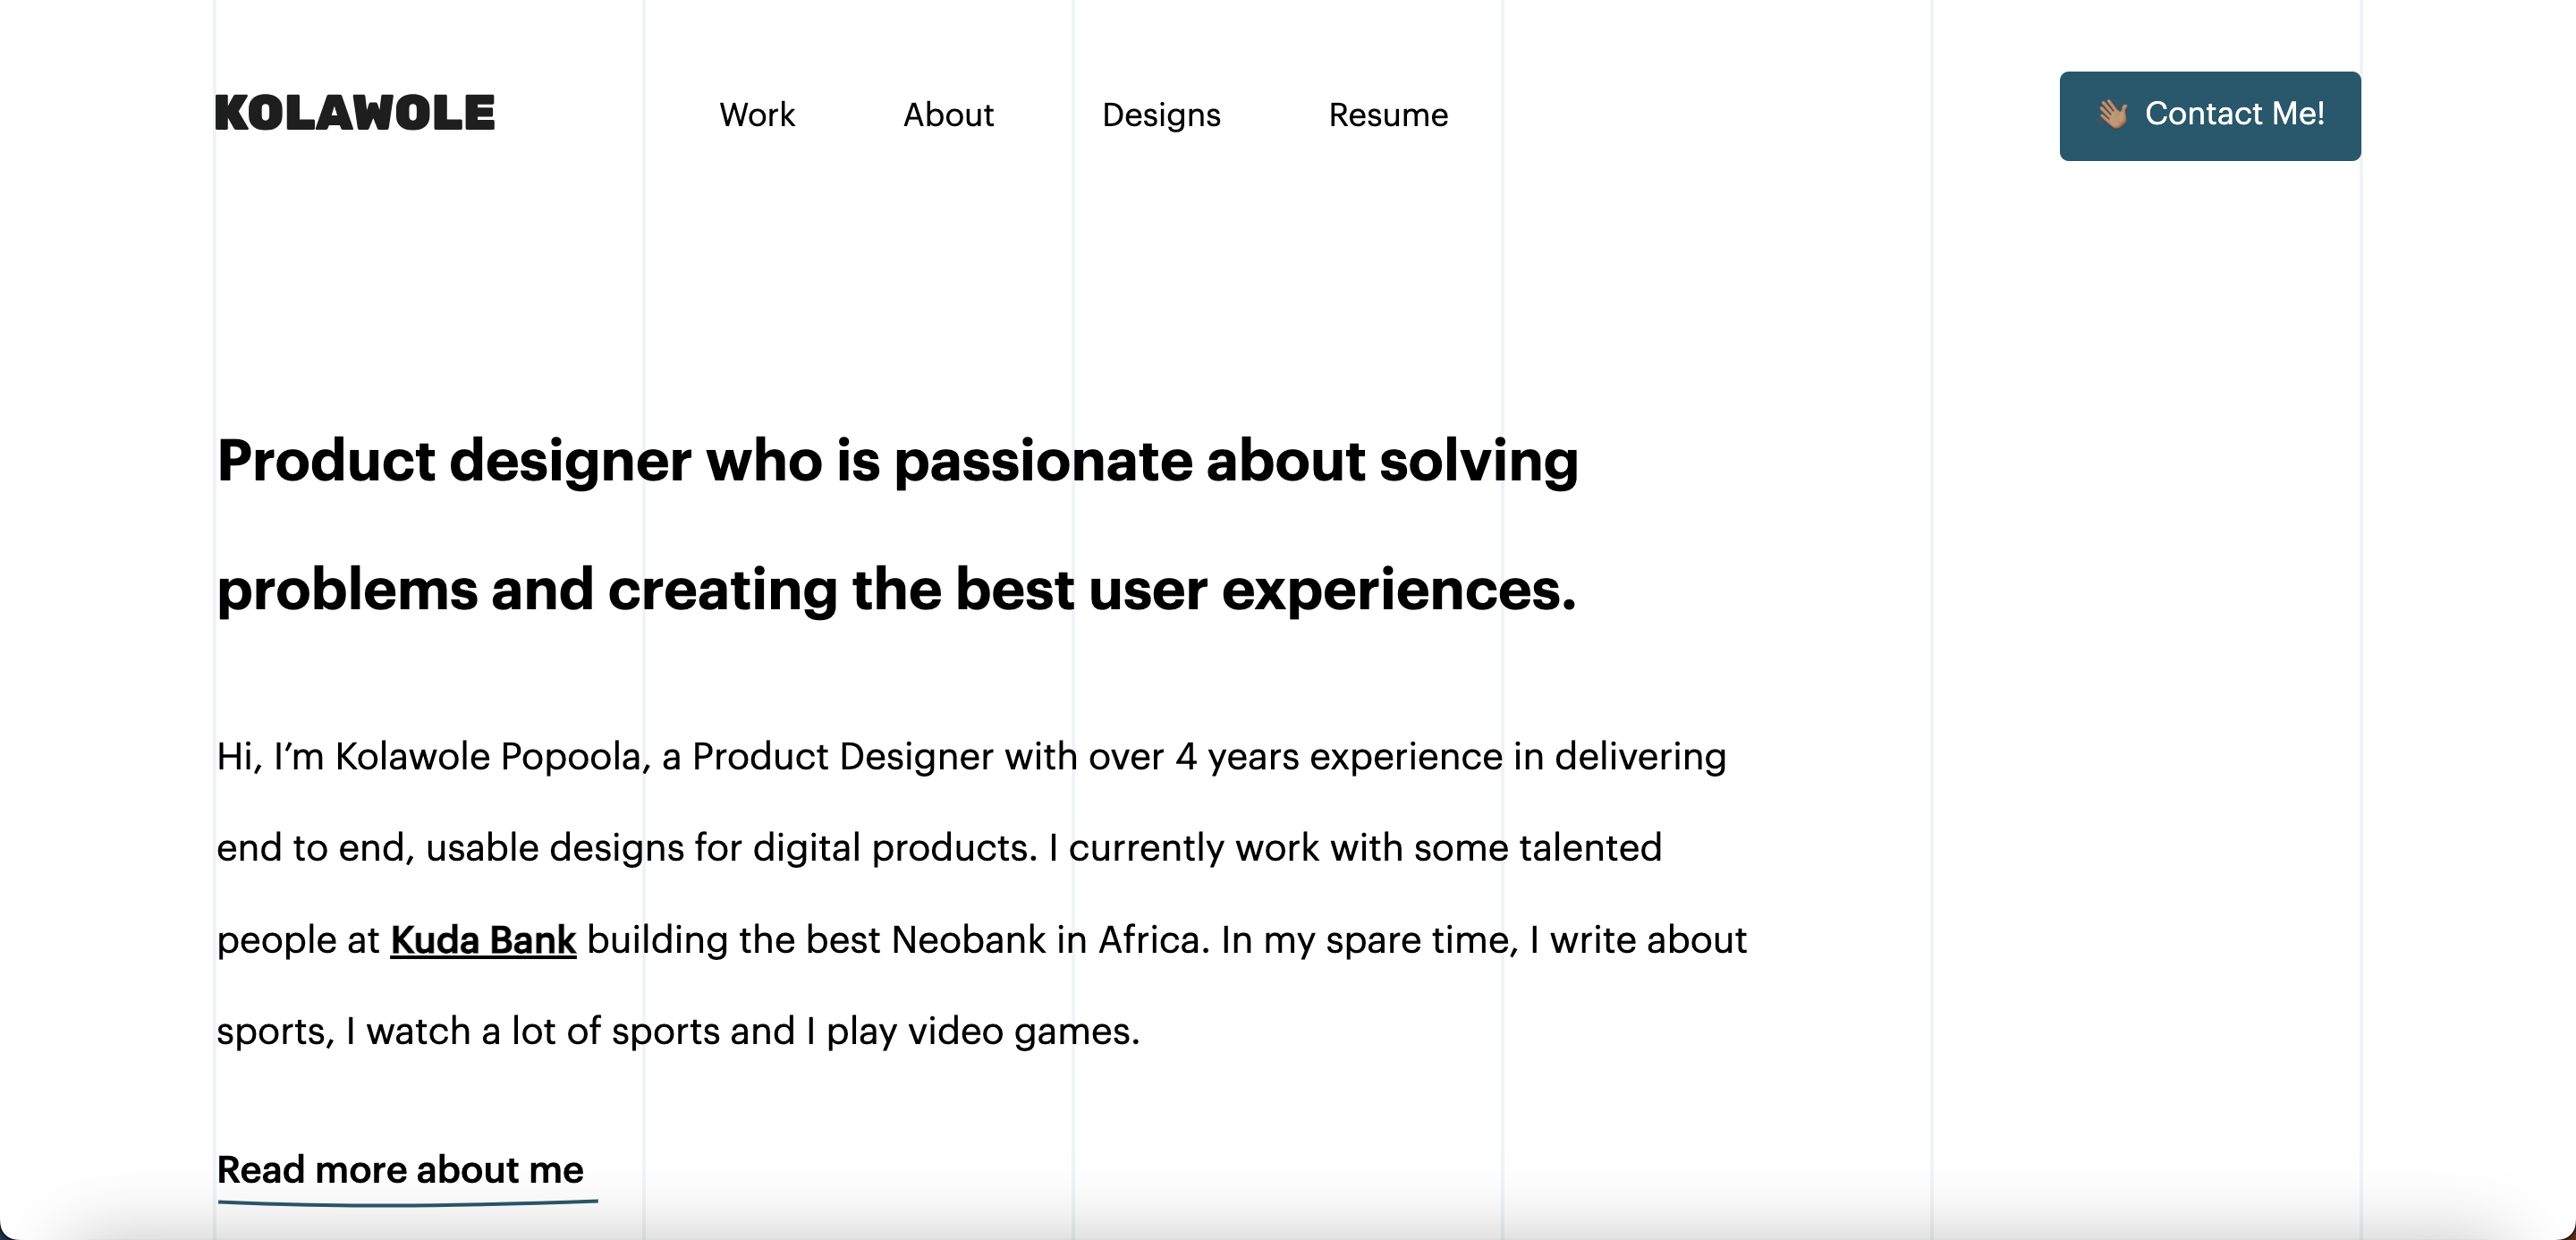 KOLAWOLE
Work
About
Designs
Resume
Contact Me!
Product designer who is passionate about solving
problems and creating the best user experiences.
Hi, I’m Kolawole Popoola, a Product Designer with over 4 years experience in delivering
end to end, usable designs for digital products. I currently work with some talented
people at Kuda Bank building the best Neobank in Africa. In my spare time, I write about
sports, I watch a lot of sports and I play video games.
Read more about me